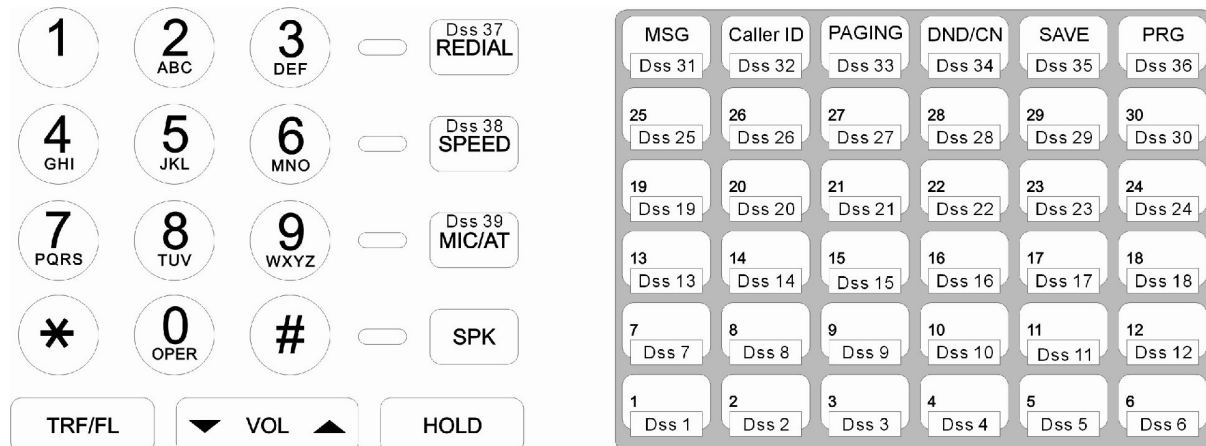 1
2
ABC
3
DEF
Dss 37
REDIAL
4
GHI
5
JKL
6
MNO
Dss 38
SPEED
7
PQRS
8
TUV
9
WXYZ
Dss 39
MIC/AT
*
0
OPER
#
SPK
TRF/FL
VOL
HOLD
MSG
Dss 31
Caller ID
Dss 32
PAGING
Dss 33
DND/CN
Dss 34
SAVE
Dss 35
PRG
Dss 36
25
Dss 25
26
Dss 26
27
Dss 27
28
Dss 28
29
Dss 29
30
Dss 30
19
Dss 19
20
Dss 20
21
Dss 21
22
Dss 22
23
Dss 23
24
Dss 24
13
Dss 13
14
Dss 14
15
Dss 15
16
Dss 16
17
Dss 17
18
Dss 18
7
Dss 7
8
Dss 8
9
Dss 9
10
Dss 10
11
Dss 11
12
Dss 12
1
Dss 1
2
Dss 2
3
Dss 3
4
Dss 4
5
Dss 5
6
Dss 6